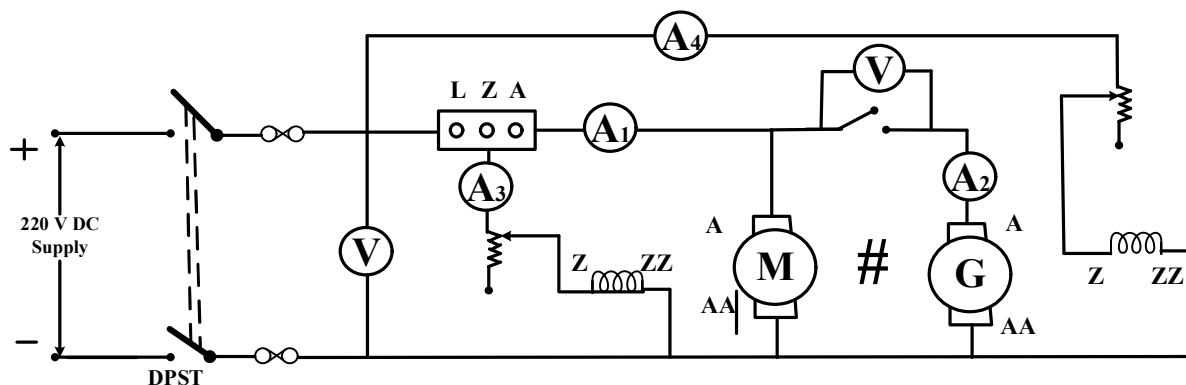 A4
V
L Z A
A1
+
A3
A2
220 V DC
Supply
V
A
A
Z ZZ
M
#
G
Z ZZ
AA
AA
−
DPST